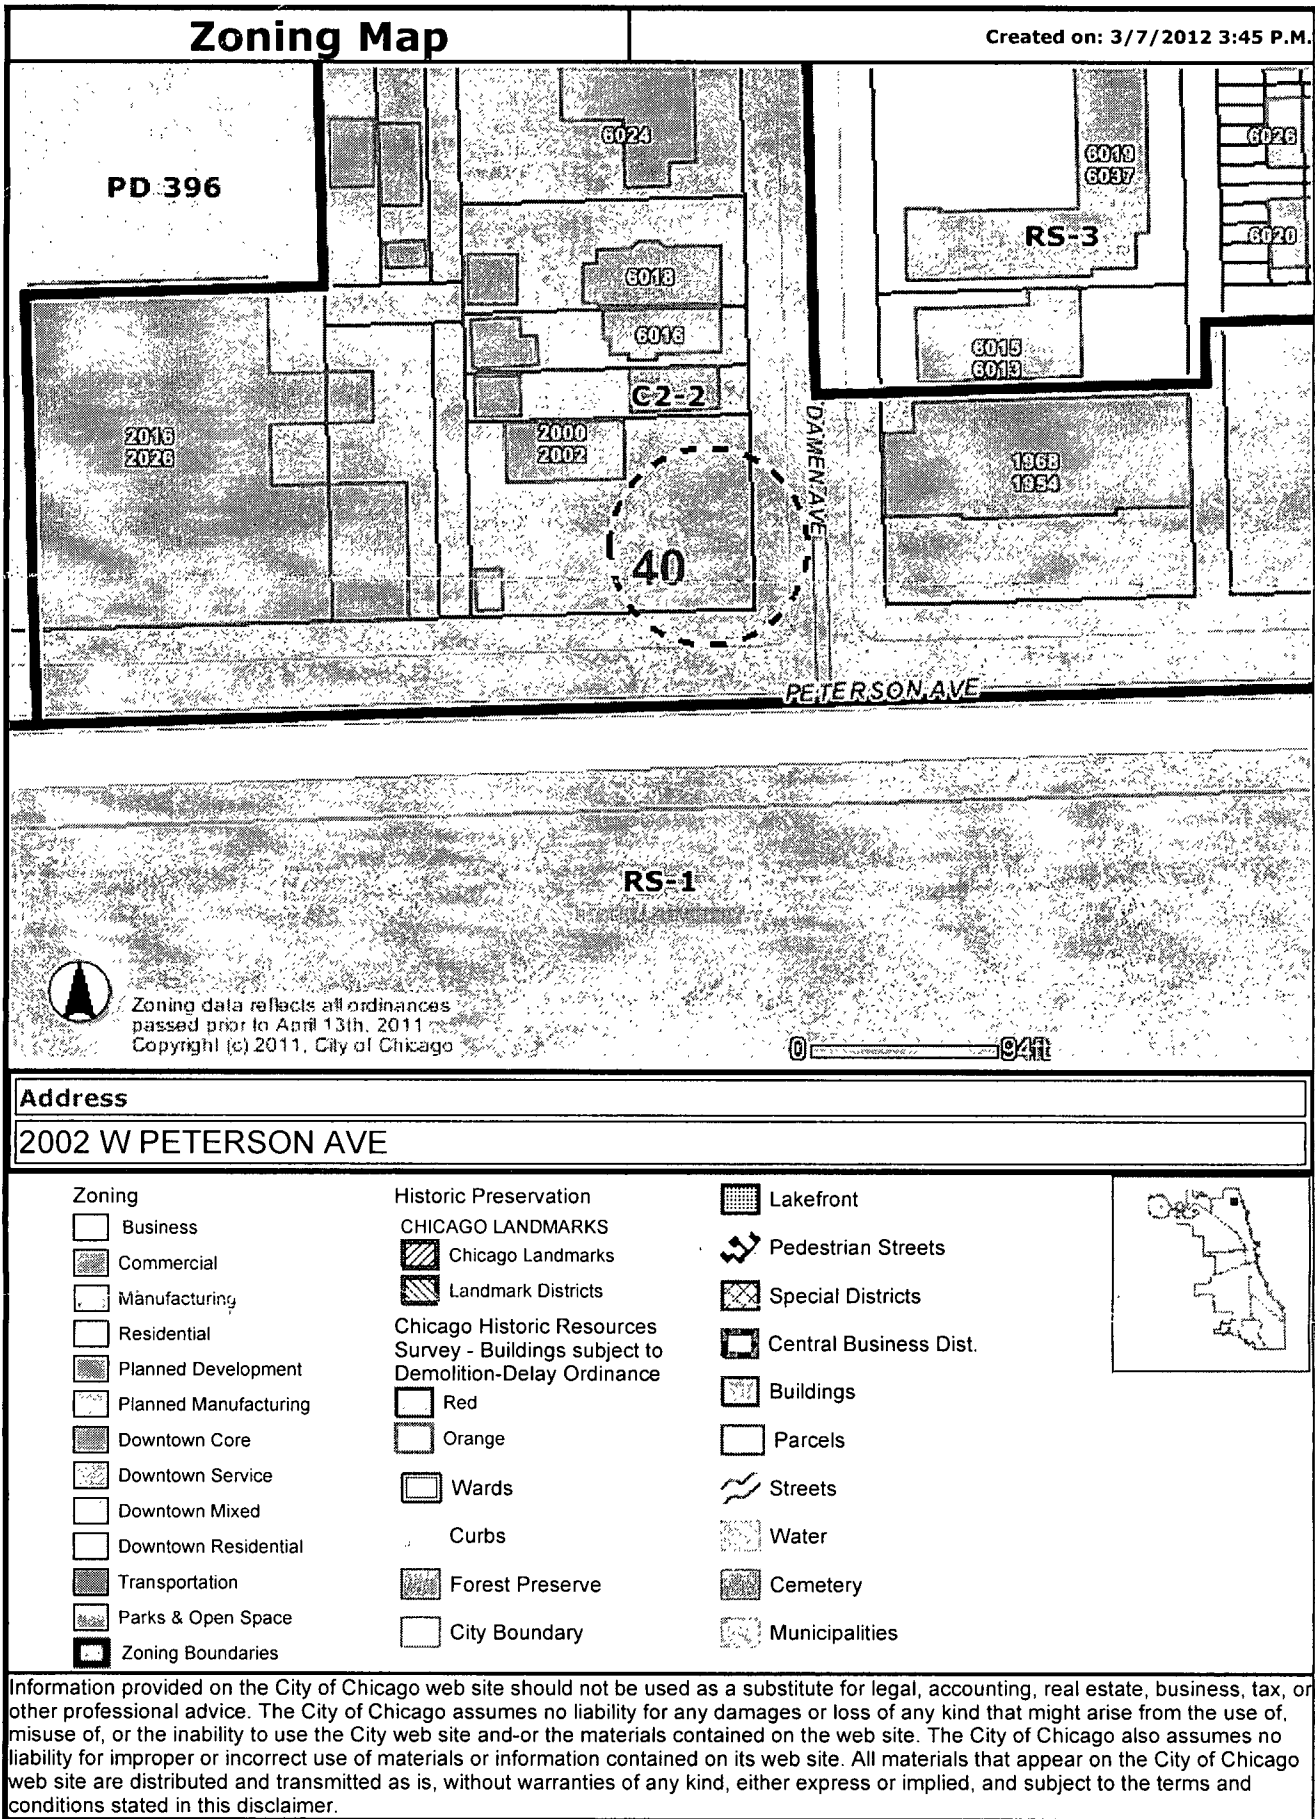 Zoning Map
Created on: 3/7/2012 3:45 P.M.
PD 396
6024
6019
6037
6026
RS-3
6020
6018
6016
6015
6013
C2-2
2016
2026
2000
2002
DAMEN AVE
1968
1954
40
PETERSON AVE
RS-1
Zoning data reflects all ordinances
passed prior to April 13th, 2011
Copyright (c) 2011, City of Chicago
0
94ft
Address
2002 W PETERSON AVE
Zoning
Business
Commercial
Manufacturing
Residential
Planned Development
Planned Manufacturing
Downtown Core
Downtown Service
Downtown Mixed
Downtown Residential
Transportation
Parks & Open Space
Zoning Boundaries
Historic Preservation
CHICAGO LANDMARKS
Chicago Landmarks
Landmark Districts
Chicago Historic Resources
Survey - Buildings subject to
Demolition-Delay Ordinance
Red
Orange
Wards
Curbs
Forest Preserve
City Boundary
Lakefront
Pedestrian Streets
Special Districts
Central Business Dist.
Buildings
Parcels
Streets
Water
Cemetery
Municipalities
Information provided on the City of Chicago web site should not be used as a substitute for legal, accounting, real estate, business, tax, or
other professional advice. The City of Chicago assumes no liability for any damages or loss of any kind that might arise from the use of,
misuse of, or the inability to use the City web site and-or the materials contained on the web site. The City of Chicago also assumes no
liability for improper or incorrect use of materials or information contained on its web site. All materials that appear on the City of Chicago
web site are distributed and transmitted as is, without warranties of any kind, either express or implied, and subject to the terms and
conditions stated in this disclaimer.